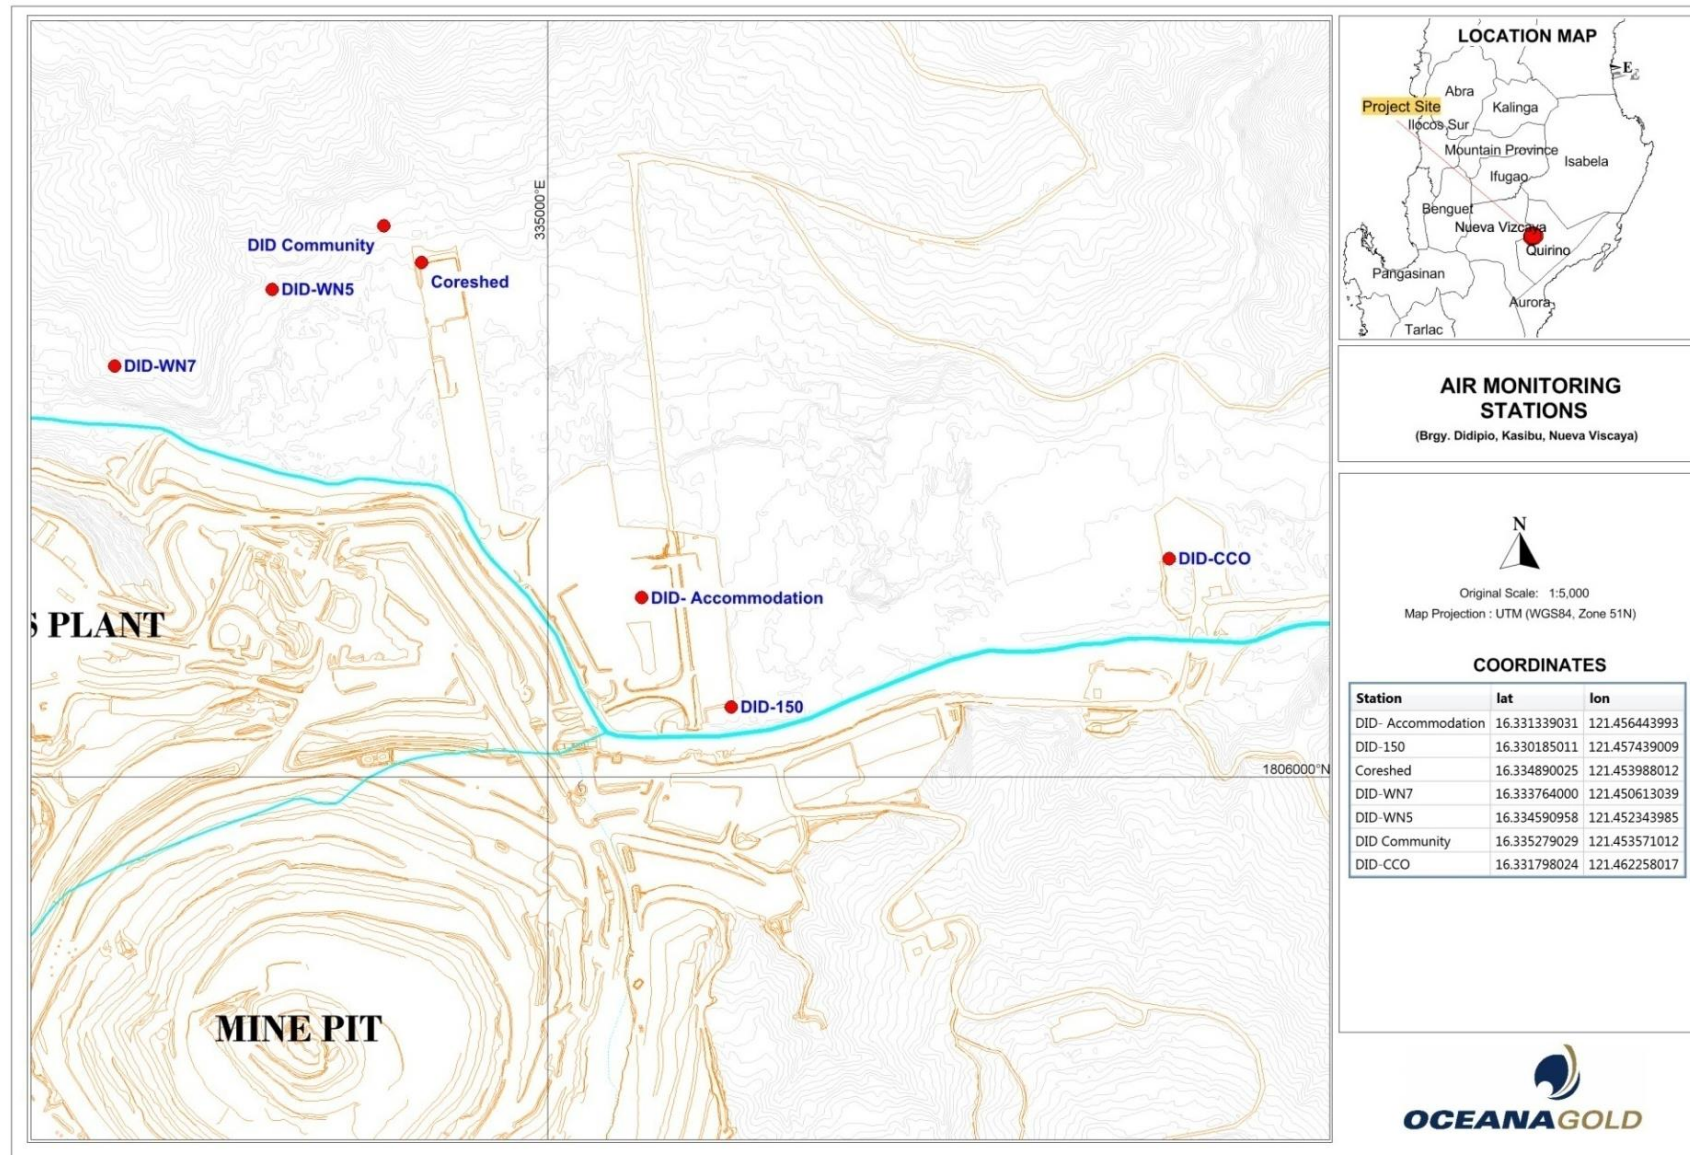 335000°E
DID Community
Coreshed
DID-WN5
DID-WN7
DID-CCO
DID- Accommodation
S PLANT
DID-150
1806000°N
MINE PIT
LOCATION MAP
E
Abra
Project Site
Kalinga
Ilocos Sur
Mountain Province
Isabela
Ifugao
Benguet
Nueva Vizcaya
Quirino
Pangasinan
Aurora
Tarlac
AIR MONITORING
STATIONS
(Brgy. Didipio, Kasibu, Nueva Viscaya)
N
Original Scale: 1:5,000
Map Projection : UTM (WGS84, Zone 51N)
COORDINATES
Station lat lon
DID- Accommodation 16.331339031 121.456443993
DID-150 16.330185011 121.457439009
Coreshed 16.334890025 121.453988012
DID-WN7 16.333764000 121.450613039
DID-WN5 16.334590958 121.452343985
DID Community 16.335279029 121.453571012
DID-CCO 16.331798024 121.462258017
OCEANAGOLD